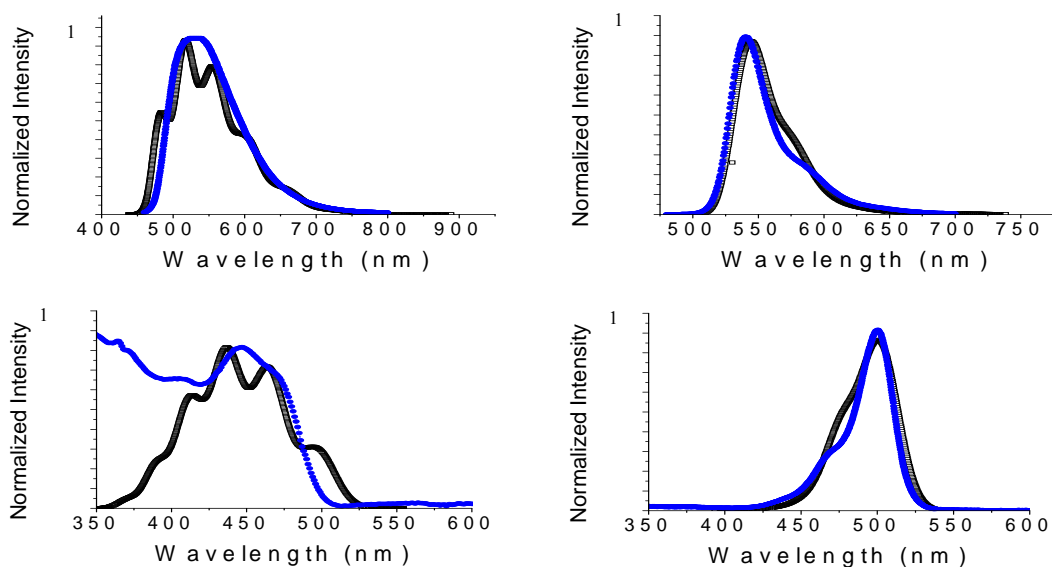 1
Normalized Intensity
400 500 600 700 800 900
Wavelength (nm)
1
Normalized Intensity
500 550 600 650 700 750
Wavelength (nm)
1
Normalized Intensity
350 400 450 500 550 600
Wavelength (nm)
1
Normalized Intensity
350 400 450 500 550 600
Wavelength (nm)